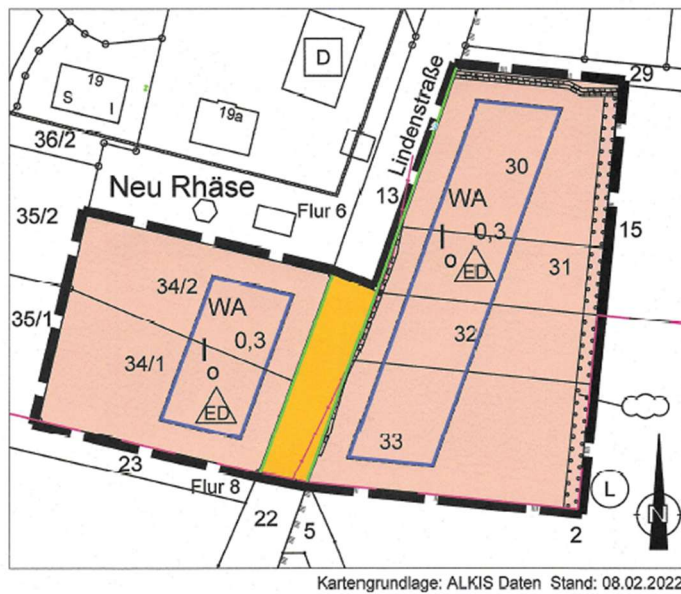 D
19
S I
19a
36/2
29
Lindenstraße
30
Neu Rhäse
Flur 6
13
WA
35/2
I 0,3
15
o
ED
31
34/2
WA
35/1
I 0,3
32
34/1
o
ED
33
23
Flur 8
L
22
5
N
2
Kartengrundlage: ALKIS Daten Stand: 08.02.2022